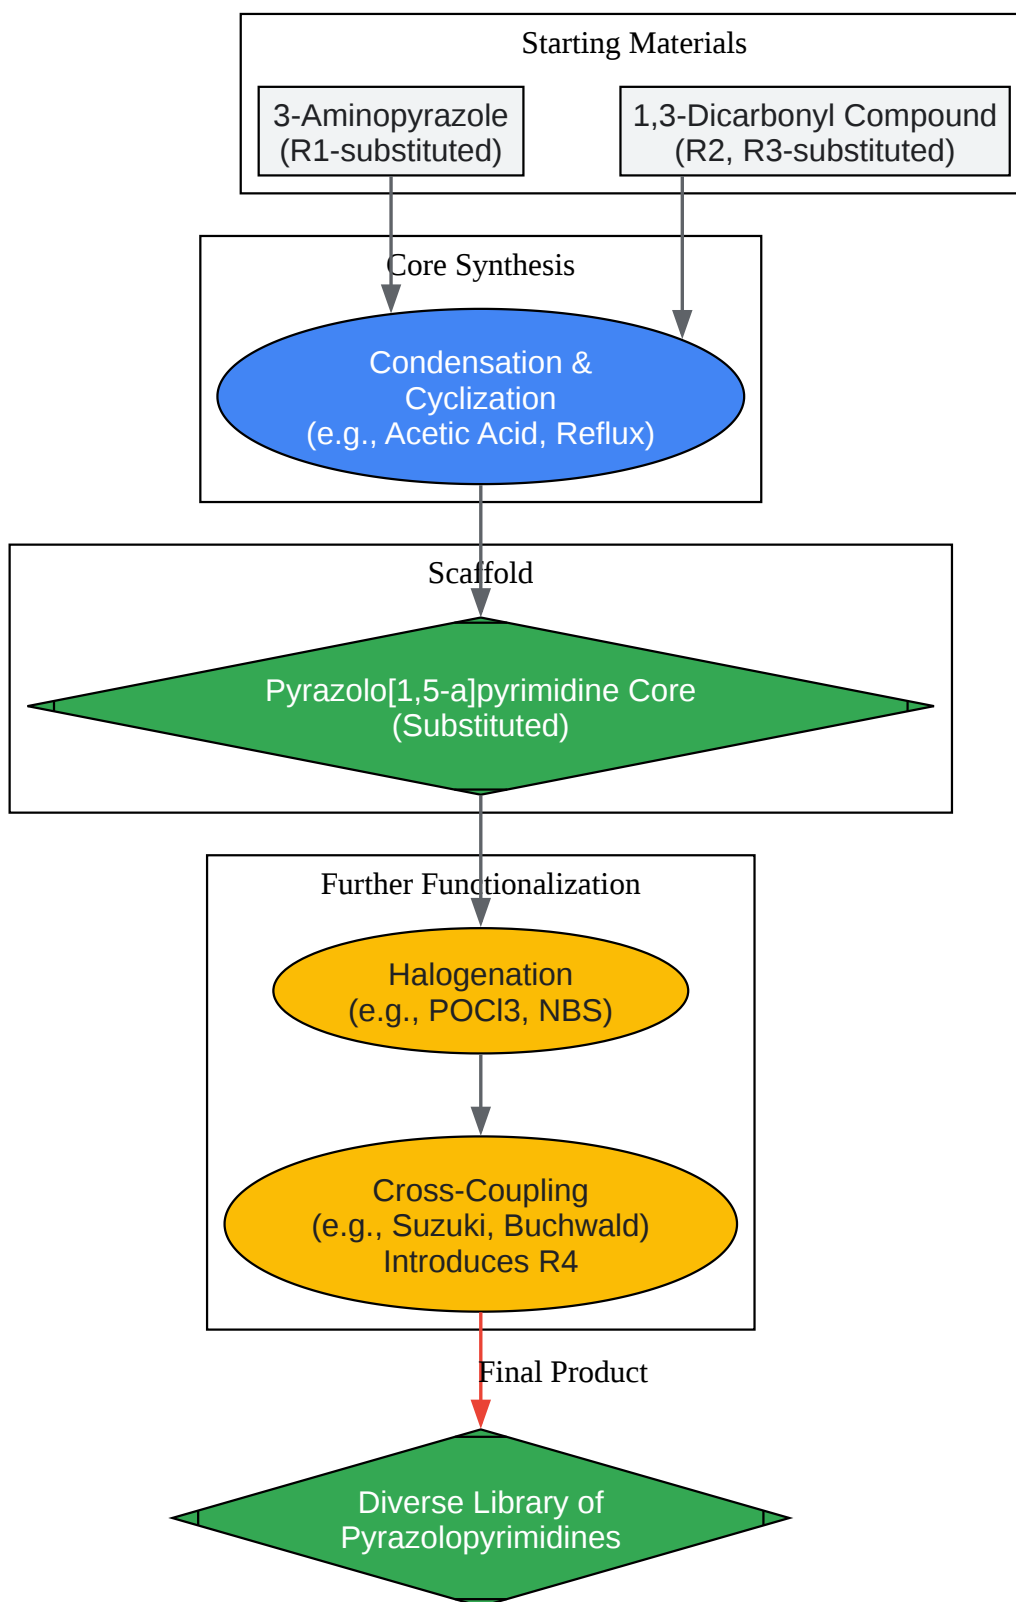 Starting Materials
3-Aminopyrazole
(R1-substituted)
1,3-Dicarbonyl Compound
(R2, R3-substituted)
Core Synthesis
Condensation &
Cyclization
(e.g., Acetic Acid, Reflux)
Scaffold
Pyrazolo[1,5-a]pyrimidine Core
(Substituted)
Further Functionalization
Halogenation
(e.g., POCl3, NBS)
Cross-Coupling
(e.g., Suzuki, Buchwald)
Introduces R4
Final Product
Diverse Library of
Pyrazolopyrimidines